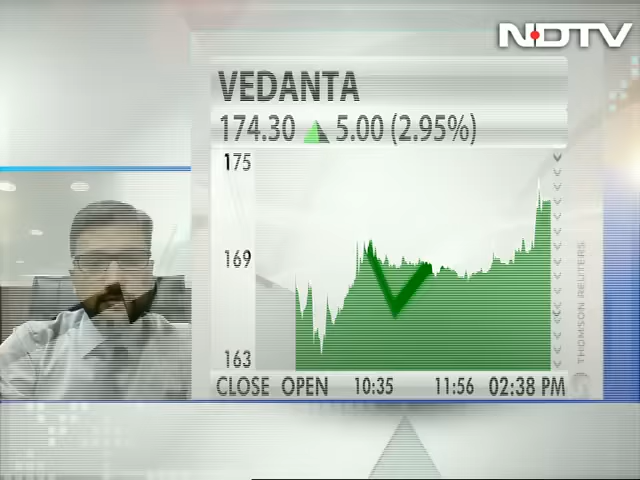 NDTV
VEDANTA
174.30 5.00 (2.95%)
175
169
163
CLOSE OPEN 10:35 11:56 02:38 PM
THOMSON REUTERS